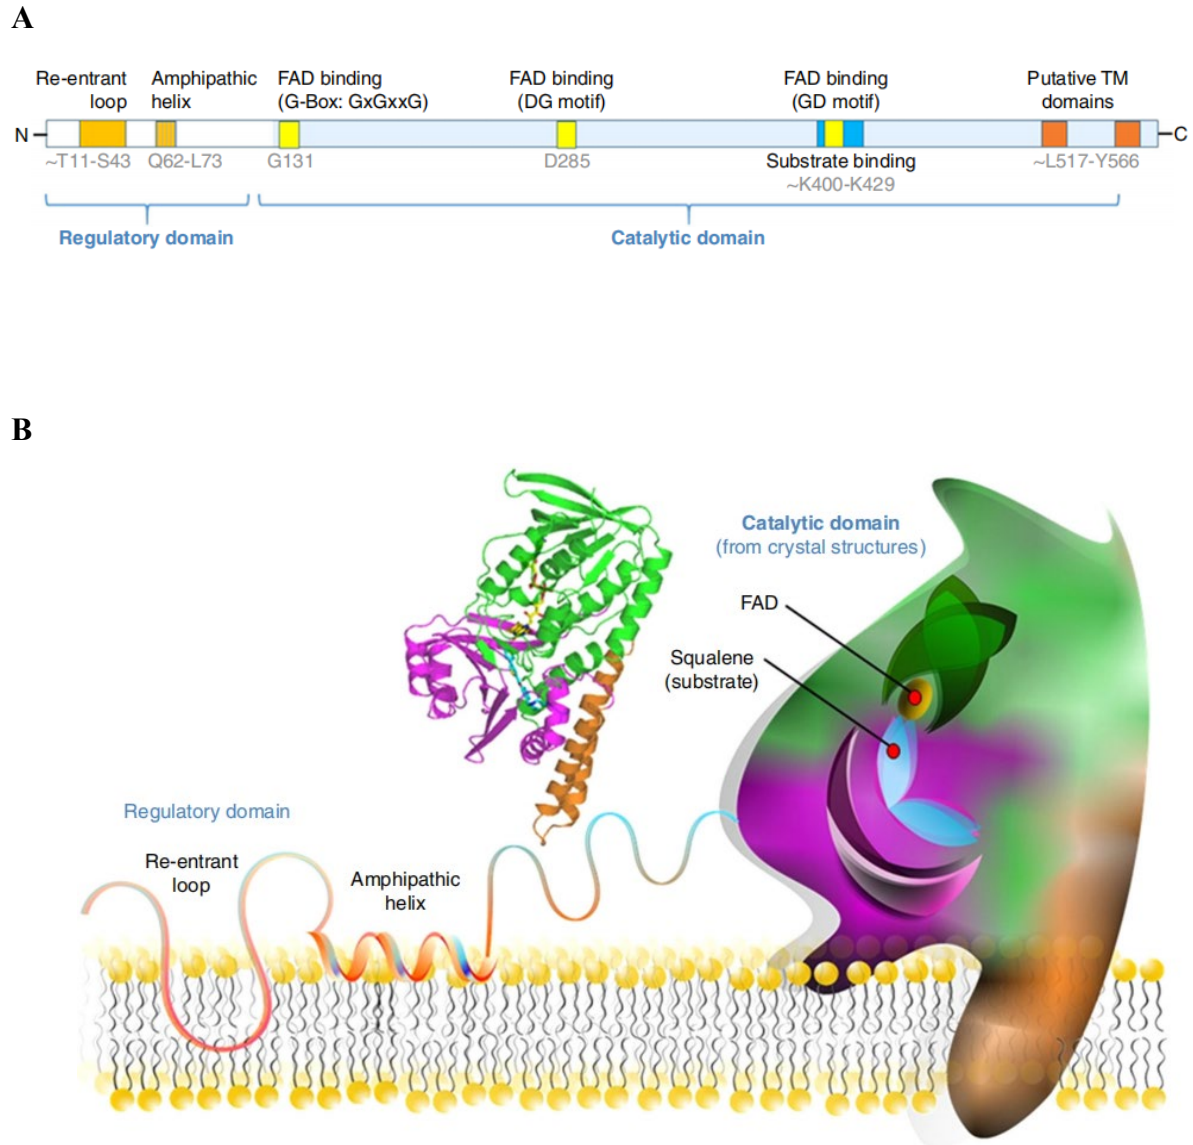 A
Re-entrant
loop
Amphipathic
helix
FAD binding
(G-Box: GxGxxG)
FAD binding
(DG motif)
FAD binding
(GD motif)
Putative TM
domains
N
C
~T11-S43
Q62-L73
G131
D285
Substrate binding
~K400-K429
~L517-Y566
Regulatory domain
Catalytic domain
B
Catalytic domain
(from crystal structures)
FAD
Squalene
(substrate)
Regulatory domain
Re-entrant
loop
Amphipathic
helix